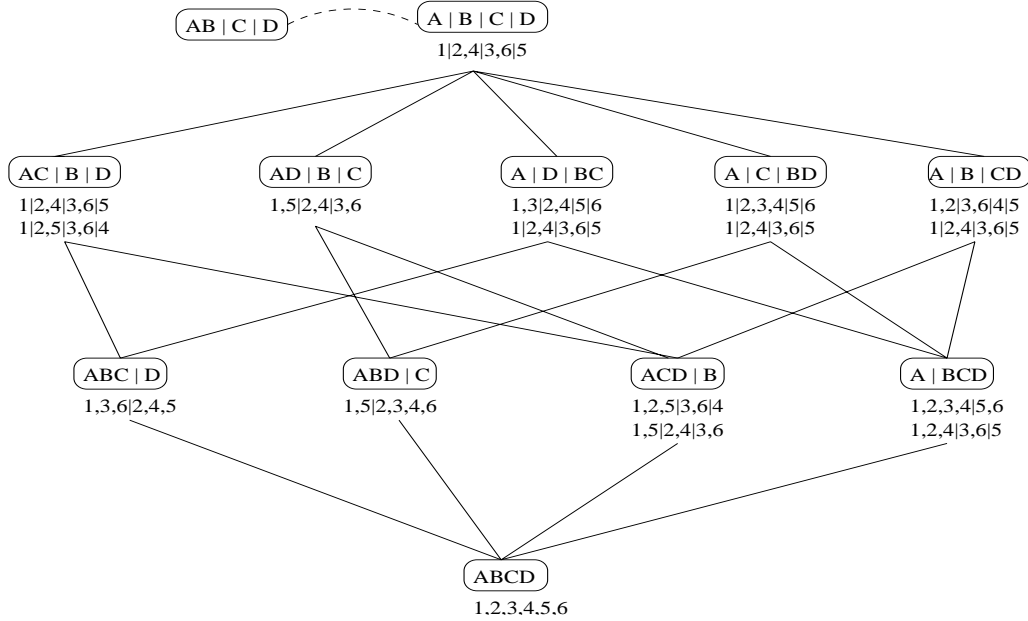 AB | C | D
A | B | C | D
1|2,4|3,6|5
AC | B | D
1|2,4|3,6|5
1|2,5|3,6|4
AD | B | C
1,5|2,4|3,6
A | D | BC
1,3|2,4|5|6
1|2,4|3,6|5
A | C | BD
1|2,3,4|5|6
1|2,4|3,6|5
A | B | CD
1,2|3,6|4|5
1|2,4|3,6|5
ABC | D
1,3,6|2,4,5
ABD | C
1,5|2,3,4,6
ACD | B
1,2,5|3,6|4
1,5|2,4|3,6
A | BCD
1,2,3,4|5,6
1,2,4|3,6|5
ABCD
1,2,3,4,5,6